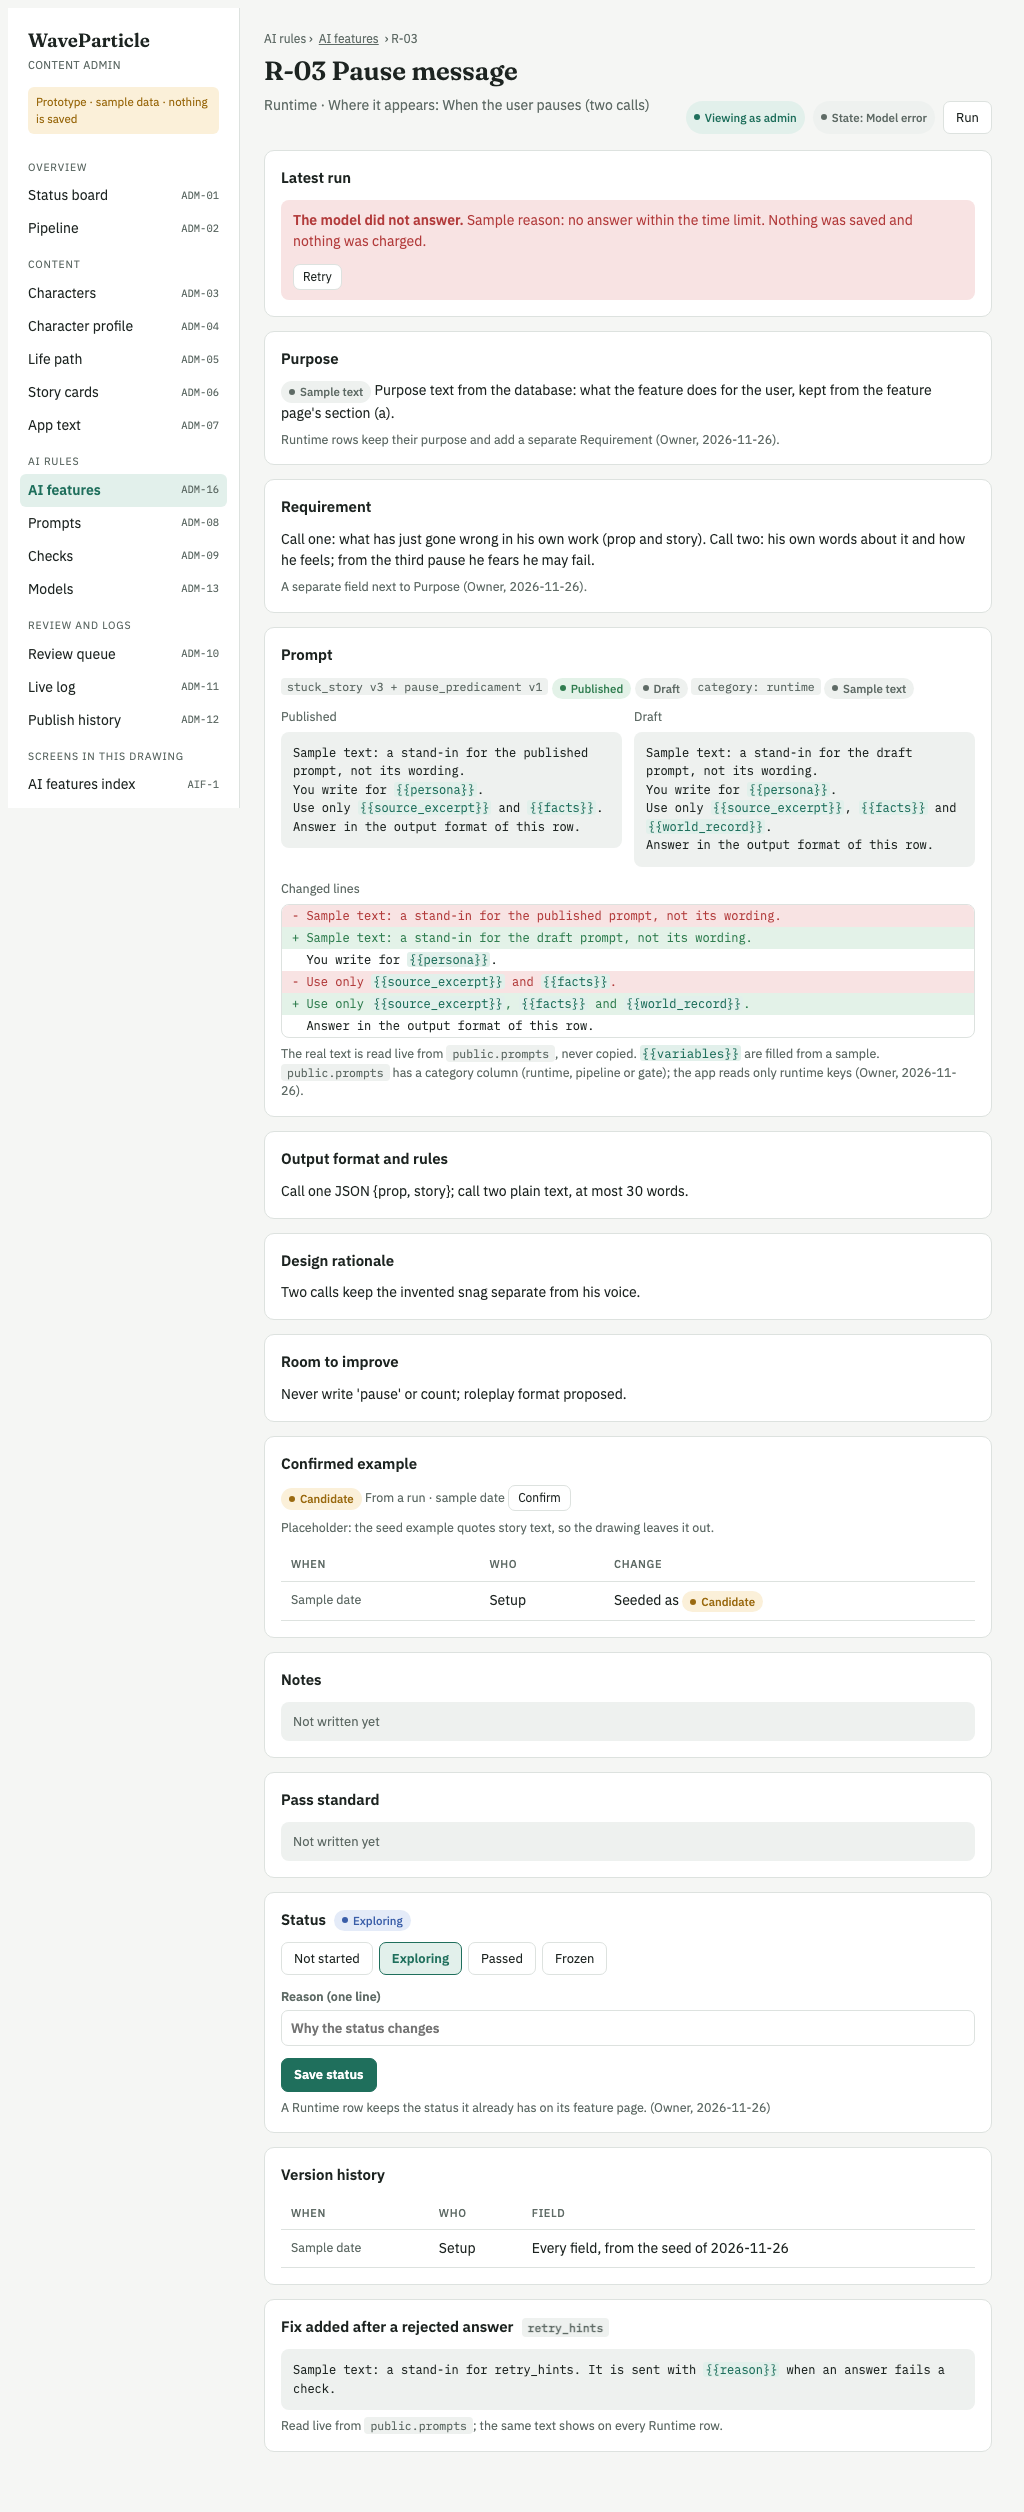 WaveParticle
CONTENT ADMIN
Prototype · sample data · nothing
is saved
OVERVIEW
Status board ADM-01
Pipeline ADM-02
CONTENT
Characters ADM-03
Character profile ADM-04
Life path ADM-05
Story cards ADM-06
App text ADM-07
AI RULES
AI features ADM-16
Prompts ADM-08
Checks ADM-09
Models ADM-13
REVIEW AND LOGS
Review queue ADM-10
Live log ADM-11
Publish history ADM-12
SCREENS IN THIS DRAWING
AI features index AIF-1
AI rules › AI features › R-03
R-03 Pause message
Runtime · Where it appears: When the user pauses (two calls)
Viewing as admin State: Model error Run
Latest run
The model did not answer. Sample reason: no answer within the time limit. Nothing was saved and
nothing was charged.
Retry
Purpose
Sample text Purpose text from the database: what the feature does for the user, kept from the feature
page's section (a).
Runtime rows keep their purpose and add a separate Requirement (Owner, 2026-11-26).
Requirement
Call one: what has just gone wrong in his own work (prop and story). Call two: his own words about it and how
he feels; from the third pause he fears he may fail.
A separate field next to Purpose (Owner, 2026-11-26).
Prompt
stuck_story v3 + pause_predicament v1 Published Draft category: runtime Sample text
Published
Sample text: a stand-in for the published
prompt, not its wording.
You write for {{persona}}.
Use only {{source_excerpt}} and {{facts}}.
Answer in the output format of this row.
Draft
Sample text: a stand-in for the draft
prompt, not its wording.
You write for {{persona}}.
Use only {{source_excerpt}}, {{facts}} and
{{world_record}}.
Answer in the output format of this row.
Changed lines
- Sample text: a stand-in for the published prompt, not its wording.
+ Sample text: a stand-in for the draft prompt, not its wording.
You write for {{persona}}.
- Use only {{source_excerpt}} and {{facts}}.
+ Use only {{source_excerpt}}, {{facts}} and {{world_record}}.
Answer in the output format of this row.
The real text is read live from public.prompts, never copied. {{variables}} are filled from a sample.
public.prompts has a category column (runtime, pipeline or gate); the app reads only runtime keys (Owner, 2026-11-
26).
Output format and rules
Call one JSON {prop, story}; call two plain text, at most 30 words.
Design rationale
Two calls keep the invented snag separate from his voice.
Room to improve
Never write 'pause' or count; roleplay format proposed.
Confirmed example
Candidate From a run · sample date Confirm
Placeholder: the seed example quotes story text, so the drawing leaves it out.
WHEN WHO CHANGE
Sample date Setup Seeded as Candidate
Notes
Not written yet
Pass standard
Not written yet
Status Exploring
Not started Exploring Passed Frozen
Reason (one line)
Why the status changes
Save status
A Runtime row keeps the status it already has on its feature page. (Owner, 2026-11-26)
Version history
WHEN WHO FIELD
Sample date Setup Every field, from the seed of 2026-11-26
Fix added after a rejected answer retry_hints
Sample text: a stand-in for retry_hints. It is sent with {{reason}} when an answer fails a
check.
Read live from public.prompts; the same text shows on every Runtime row.